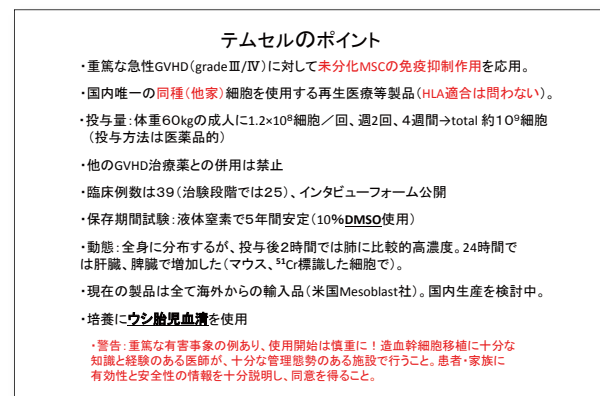 テムセルのポイント
・重篤な急性GVHD(gradeⅢ/Ⅳ)に対して未分化MSCの免疫抑制作用を応用。
・国内唯一の同種(他家)細胞を使用する再生医療等製品(HLA適合は問わない)。
・投与量:体重60kgの成人に1.2×10⁸細胞/回、週2回、4週間→total 約10⁹細胞
(投与方法は医薬品的)
・他のGVHD治療薬との併用は禁止
・臨床例数は39(治験段階では25)、インタビューフォーム公開
・保存期間試験:液体窒素で5年間安定(10%DMSO使用)
・動態:全身に分布するが、投与後2時間では肺に比較的高濃度。24時間で
は肝臓、脾臓で増加した(マウス、⁵¹Cr標識した細胞で)。
・現在の製品は全て海外からの輸入品(米国Mesoblast社)。国内生産を検討中。
・培養にウシ胎児血清を使用
・警告:重篤な有害事象の例あり、使用開始は慎重に!造血幹細胞移植に十分な
知識と経験のある医師が、十分な管理態勢のある施設で行うこと。患者・家族に
有効性と安全性の情報を十分説明し、同意を得ること。